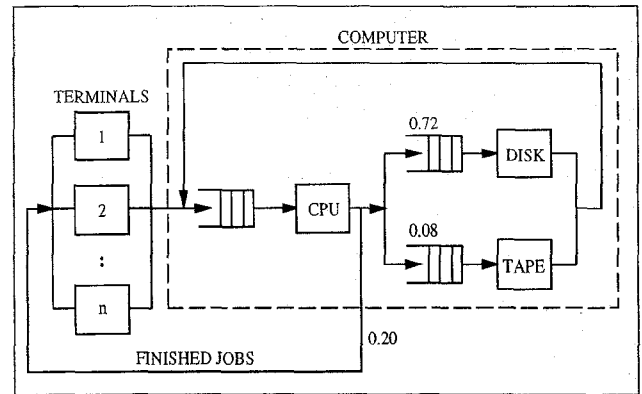 COMPUTER
TERMINALS
1
2
:
n
CPU
0.72
DISK
0.08
TAPE
0.20
FINISHED JOBS